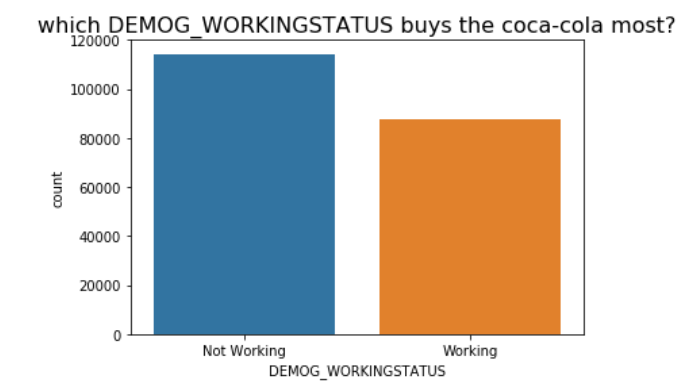 which DEMOG_WORKINGSTATUS buys the coca-cola most?
120000
100000
80000
60000
40000
20000
0
count
Not Working Working
DEMOG_WORKINGSTATUS